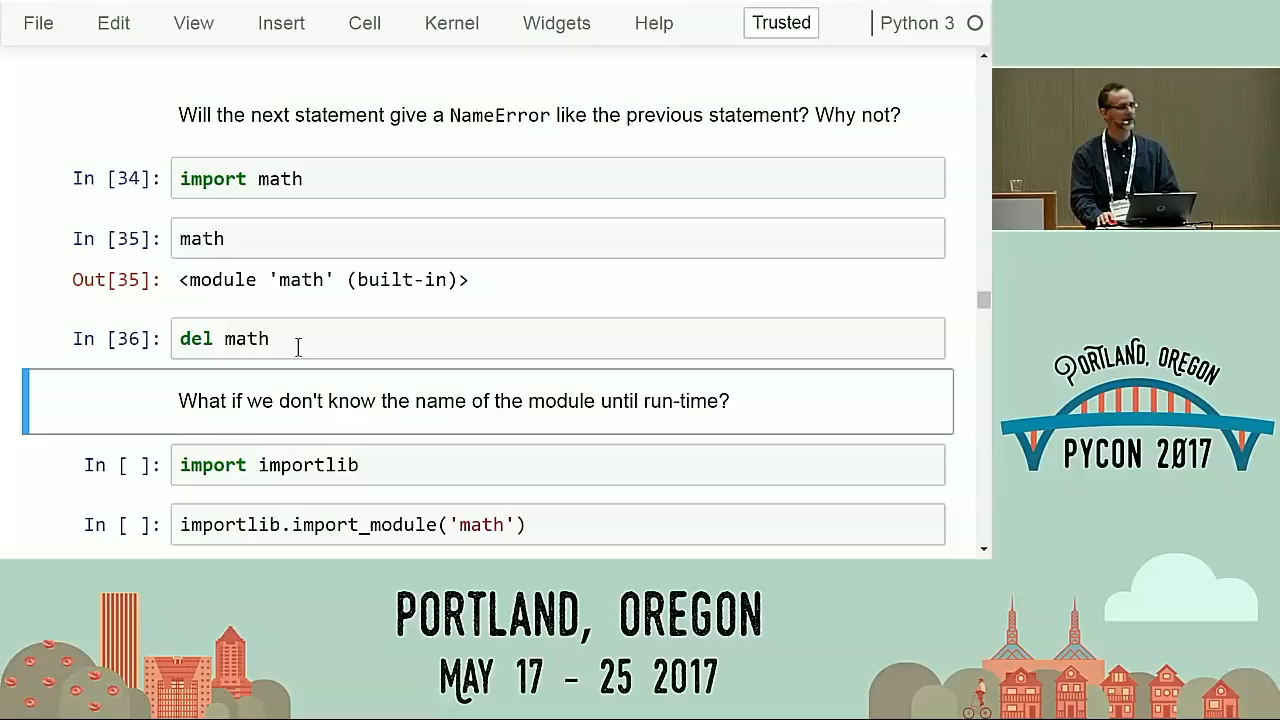 File Edit View Insert Cell Kernel Widgets Help Trusted Python 3
Will the next statement give a NameError like the previous statement? Why not?
In [34]: import math
In [35]: math
Out[35]: <module 'math' (built-in)>
In [36]: del math
What if we don't know the name of the module until run-time?
In [ ]: import importlib
In [ ]: importlib.import_module('math')
PORTLAND, OREGON
PYCON 2017
PORTLAND, OREGON
MAY 17 - 25 2017